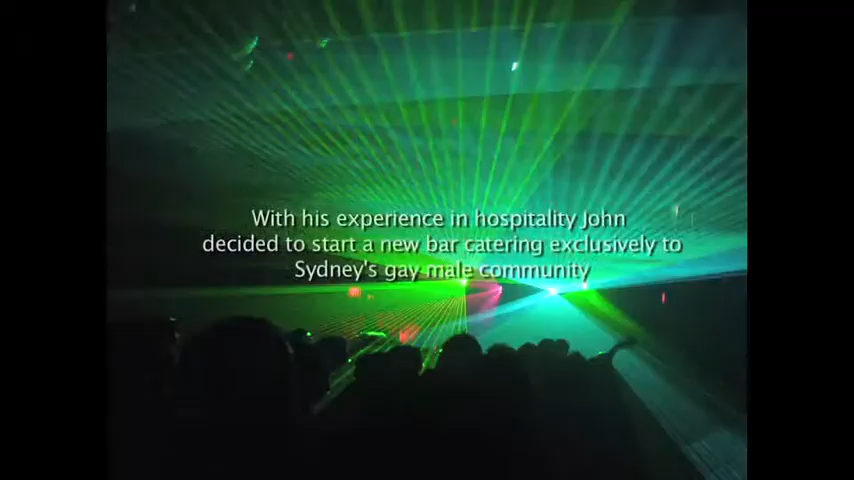 With his experience in hospitality John
decided to start a new bar catering exclusively to
Sydney's gay male community